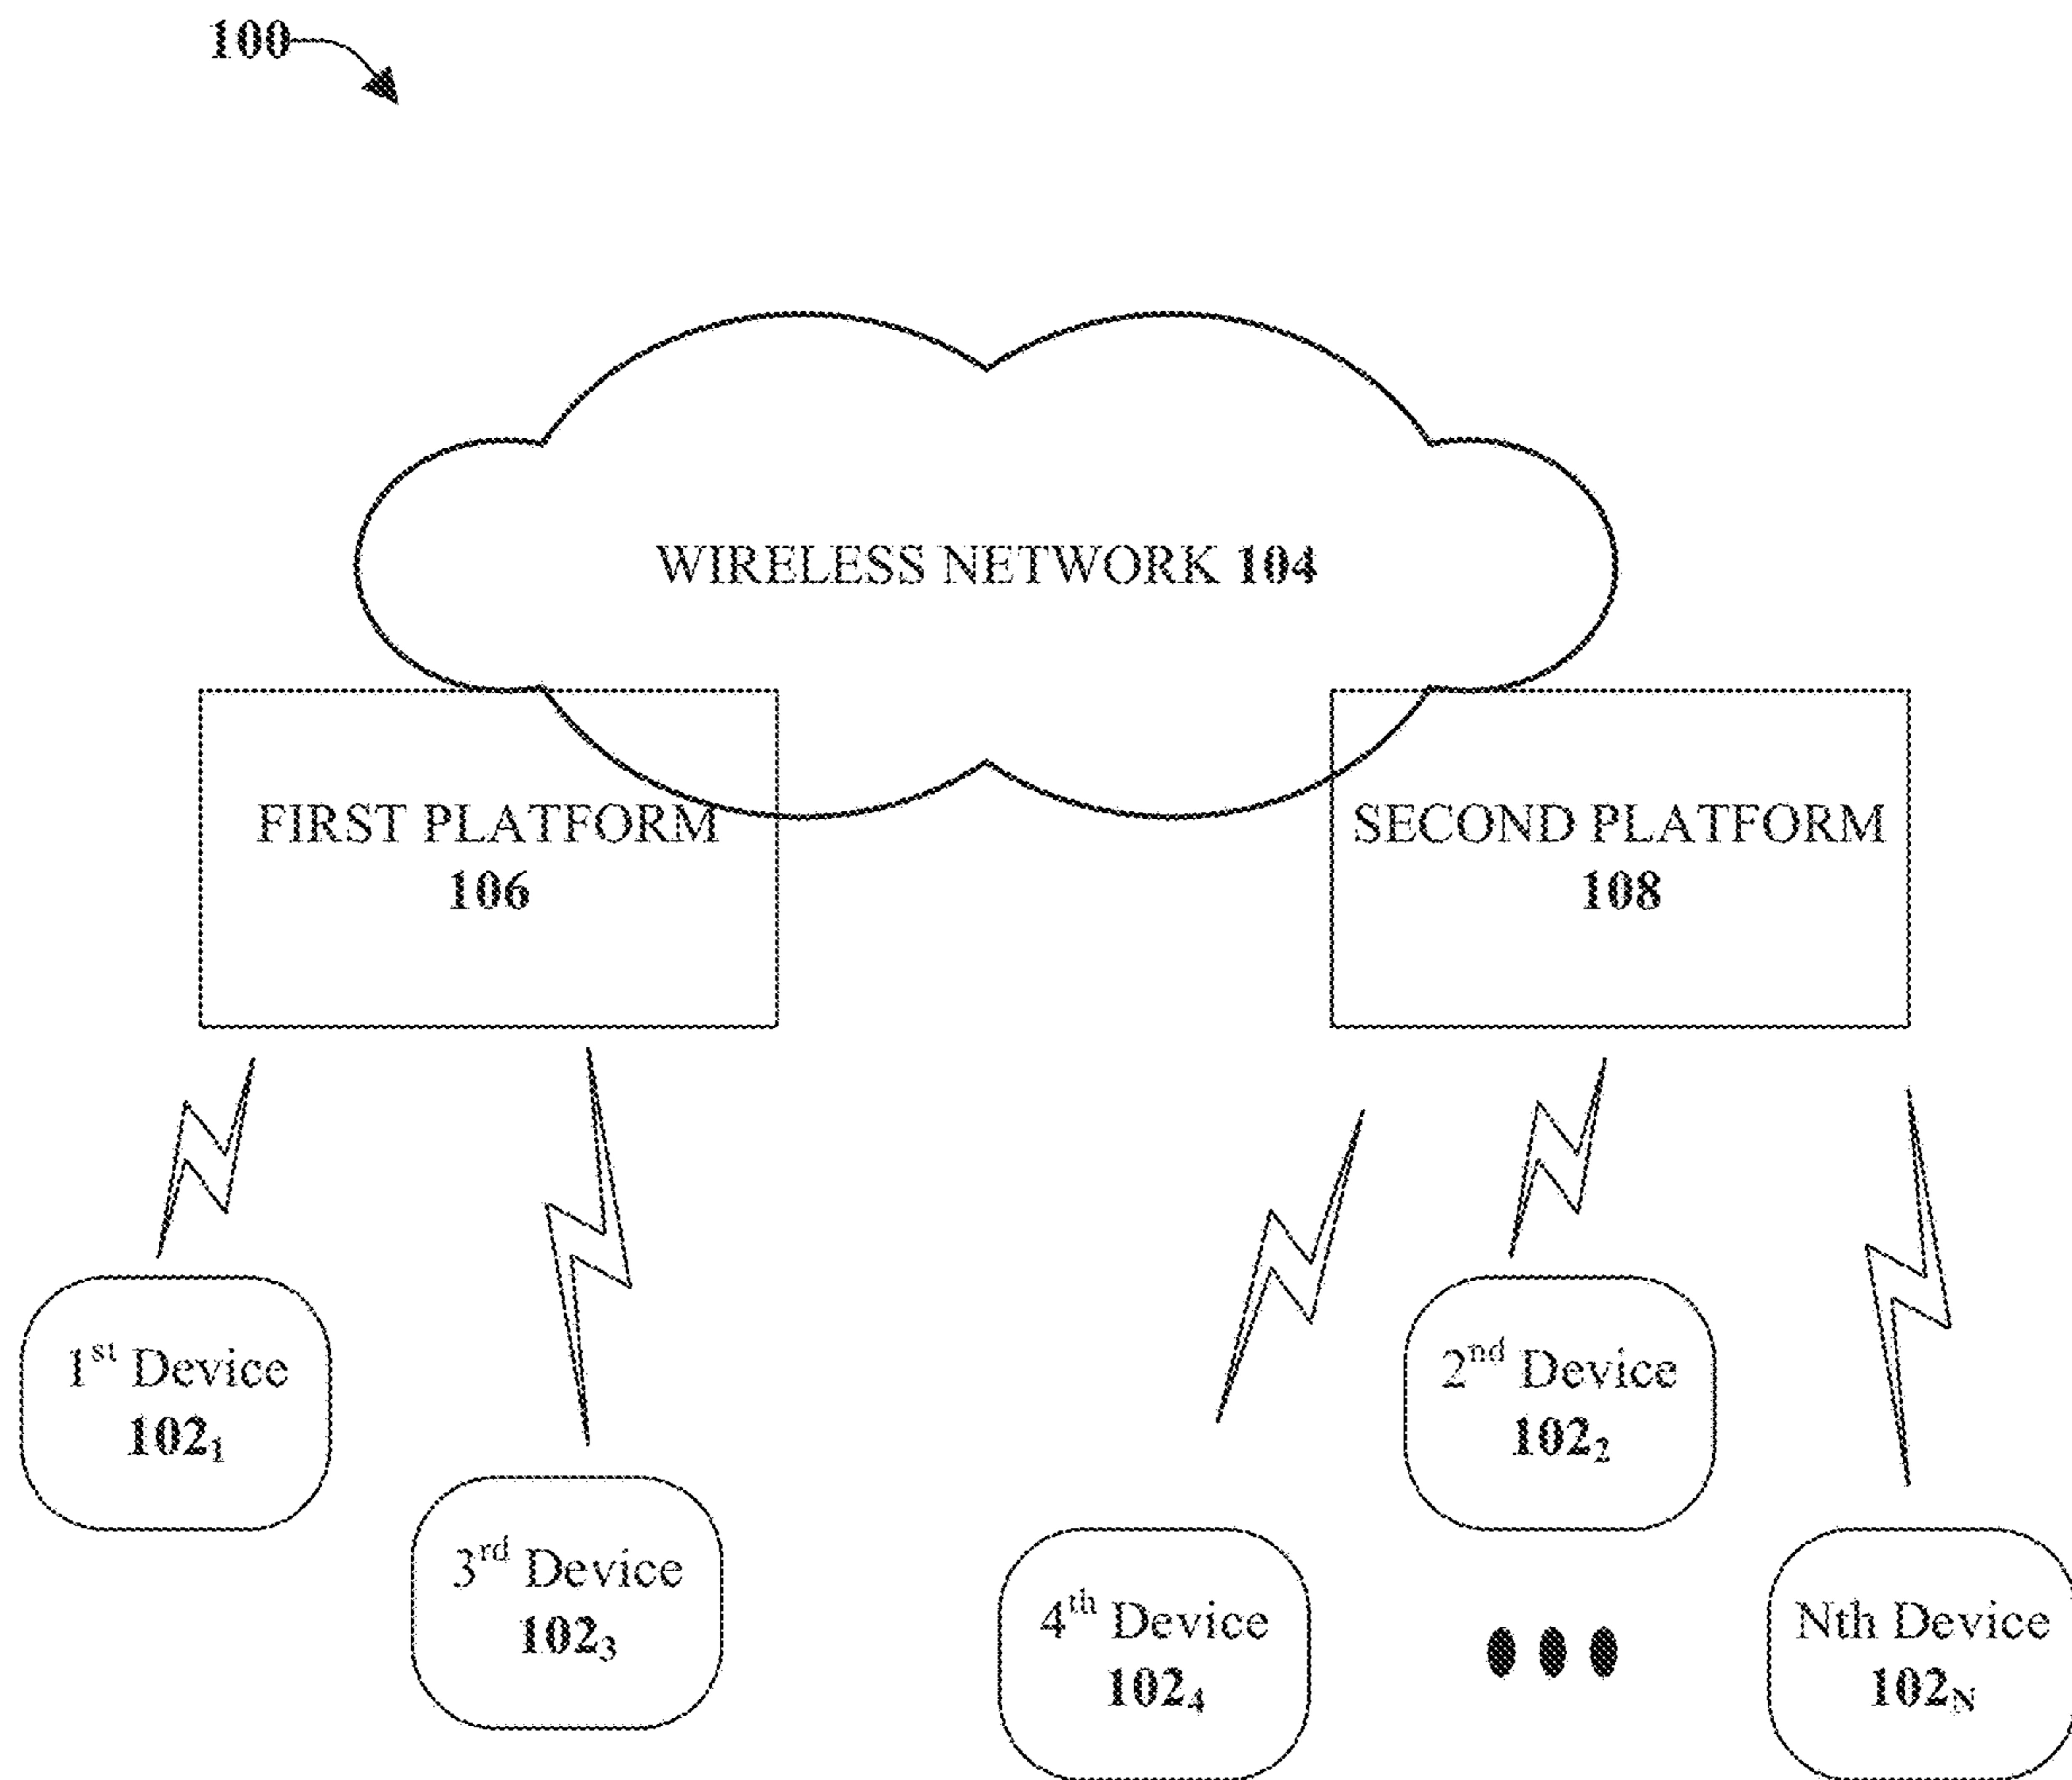 100
WIRELESS NETWORK 104
FIRST PLATFORM
106
SECOND PLATFORM
108
1st Device
102₁
2nd Device
102₂
3rd Device
102₃
4th Device
102₄
Nth Device
102N